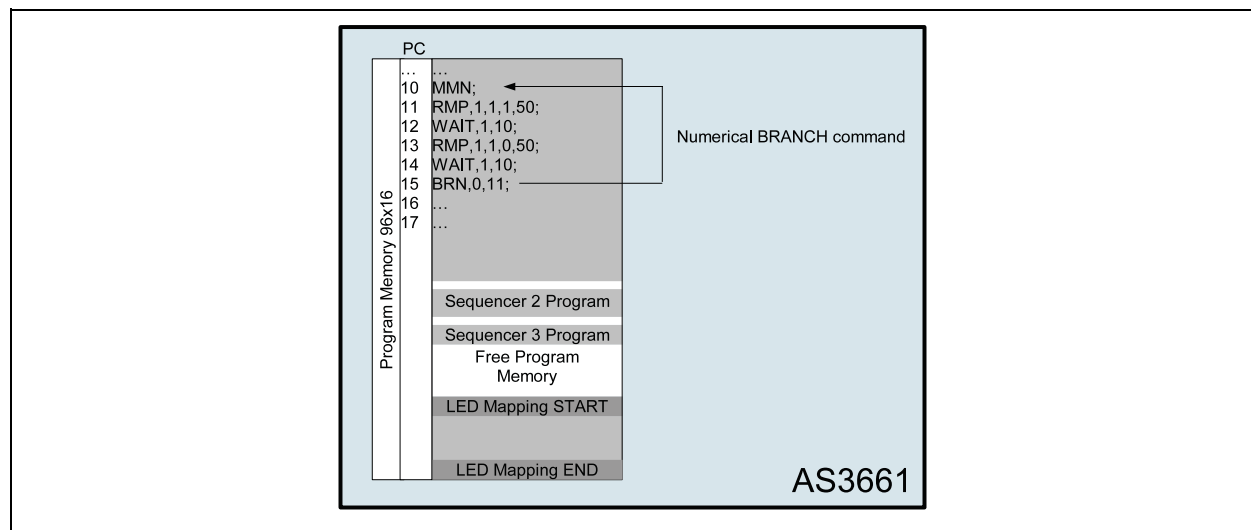 PC
... ...
10 MMN;
11 RMP,1,1,1,50;
12 WAIT,1,10;
13 RMP,1,1,0,50;
14 WAIT,1,10;
15 BRN,0,11;
16 ...
17 ...
Numerical BRANCH command
Program Memory 96x16
Sequencer 2 Program
Sequencer 3 Program
Free Program
Memory
LED Mapping START
LED Mapping END
AS3661